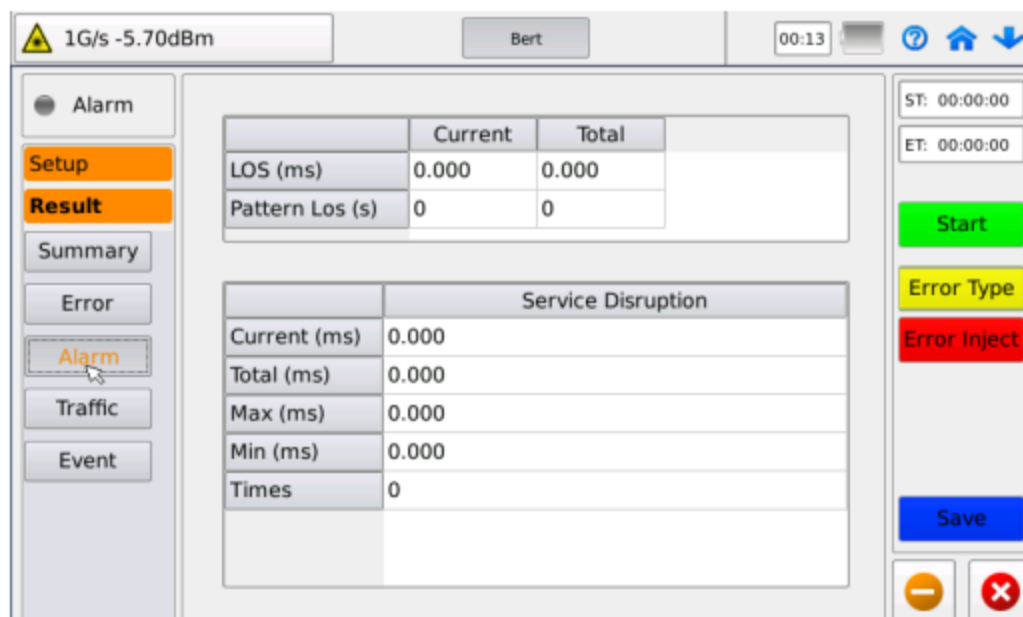 1G/s -5.70dBm
Bert
00:13
Alarm
Setup
Result
Summary
Error
Alarm
Traffic
Event
Current Total
LOS (ms) 0.000 0.000
Pattern Los (s) 0 0
Service Disruption
Current (ms) 0.000
Total (ms) 0.000
Max (ms) 0.000
Min (ms) 0.000
Times 0
ST: 00:00:00
ET: 00:00:00
Start
Error Type
Error Inject
Save